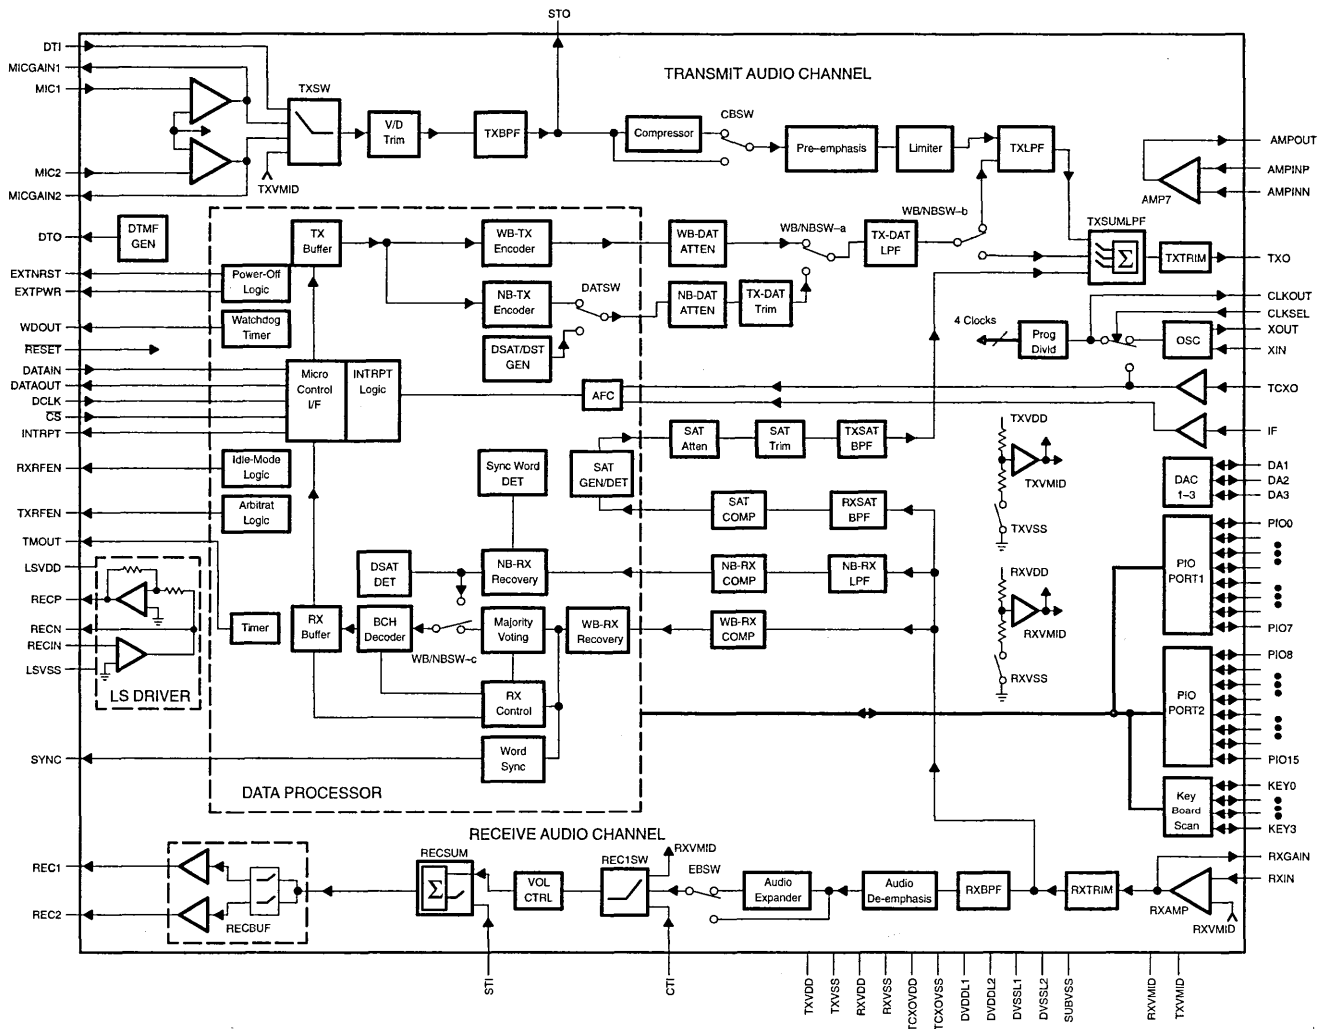 STO
DTI
MICGAIN1
MIC1
MIC2
MICGAIN2
TXSW
TXVMID
V/D
Trim
TXBPF
TRANSMIT AUDIO CHANNEL
Compressor
CBSW
Pre-emphasis
Limiter
TXLPF
AMPOUT
AMPINP
AMPINN
AMP7
DTO
DTMF
GEN
TX
Buffer
WB-TX
Encoder
WB-DAT
ATTEN
WB/NBSW-a
TX-DAT
LPF
WB/NBSW-b
TXSUMLPF
Σ
TXTRIM
TXO
EXTNRST
EXTPWR
Power-Off
Logic
NB-TX
Encoder
DATSW
NB-DAT
ATTEN
TX-DAT
Trim
CLKOUT
CLKSEL
XOUT
XIN
WDOUT
Watchdog
Timer
DSAT/DST
GEN
4 Clocks
Prog
Divld
OSC
RESET
DATAIN
DATAOUT
DCLK
CS
INTRPT
Micro
Control
I/F
INTRPT
Logic
AFC
TCXO
IF
RXRFEN
Idle-Mode
Logic
Sync Word
DET
SAT
GEN/DET
SAT
Atten
SAT
Trim
TXSAT
BPF
TXVDD
TXVMID
TXVSS
DAC
1-3
DA1
DA2
DA3
TXRFEN
Arbitrat
Logic
SAT
COMP
RXSAT
BPF
PIO0
PIO
PORT1
PIO7
TMOUT
LSVDD
RECP
RECN
RECIN
LSVSS
LS DRIVER
DSAT
DET
NB-RX
Recovery
NB-RX
COMP
NB-RX
LPF
RXVDD
RXVMID
RXVSS
Timer
RX
Buffer
BCH
Decoder
WB/NBSW-c
Majority
Voting
WB-RX
Recovery
WB-RX
COMP
PIO8
PIO
PORT2
PIO15
RX
Control
SYNC
Word
Sync
DATA PROCESSOR
Key
Board
Scan
KEY0
KEY3
RECEIVE AUDIO CHANNEL
REC1
REC2
RECBUF
RECSUM
Σ
VOL
CTRL
REC1SW
RXVMID
EBSW
Audio
Expander
Audio
De-emphasis
RXBPF
RXTRIM
RXAMP
RXVMID
RXGAIN
RXIN
STI
CTI
TXVDD
TXVSS
RXVDD
RXVSS
TCXOVDD
TCXOVSS
DVDDL1
DVDDL2
DVSSL1
DVSSL2
SUBVSS
RXVMID
TXVMID